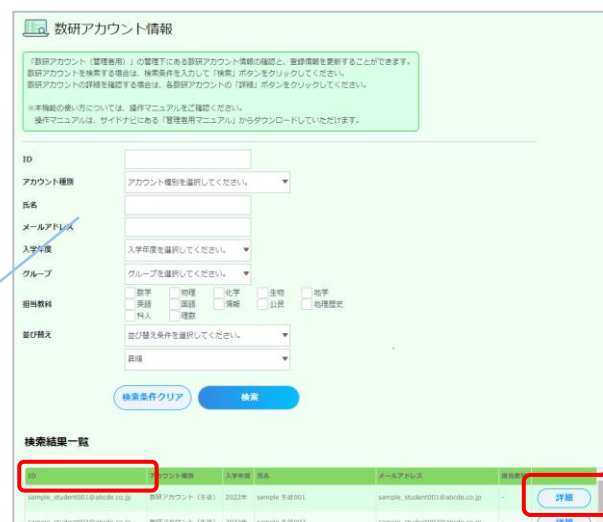 数研アカウント情報
「数研アカウント（管理者用）」の管理下にある数研アカウント情報の確認と、登録情報を更新することができます。
数研アカウントを検索する場合は、検索条件を入力して「検索」ボタンをクリックしてください。
数研アカウントの詳細を確認する場合は、各数研アカウントの「詳細」ボタンをクリックしてください。
※本機能の使い方については、操作マニュアルをご確認ください。
操作マニュアルは、サイドナビにある「管理者用マニュアル」からダウンロードしていただけます。
ID
アカウント種別 アカウント種別を選択してください。
氏名
メールアドレス
入学年度 入学年度を選択してください。
グループ グループを選択してください。
数学 物理 化学 生物 地学
担当教科 英語 国語 情報 公民 地理歴史
科人 理数
並び替え 並び替え条件を選択してください。
昇順
検索条件クリア 検索
検索結果一覧
ID アカウント種別 入学年度 氏名 メールアドレス 担当教科
sample_student001@abcde.co.jp 数研アカウント（生徒） 2022年 sample 生徒001 sample_student001@abcde.co.jp - 詳細